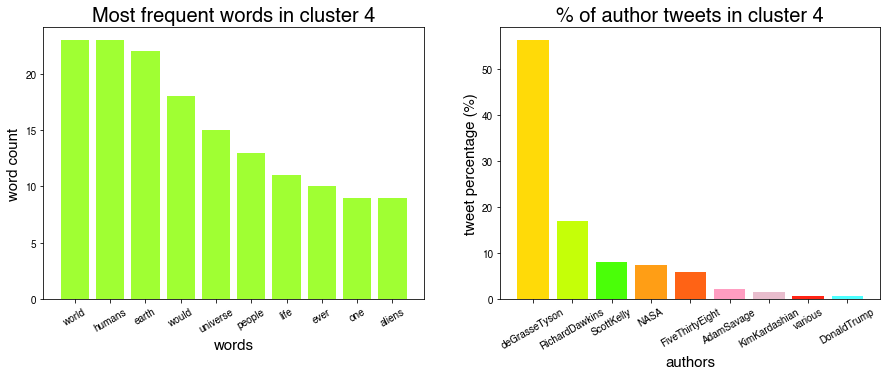 Most frequent words in cluster 4
word count
20
15
10
5
0
world
humans
earth
would
universe
people
life
ever
one
aliens
words
% of author tweets in cluster 4
tweet percentage (%)
50
40
30
20
10
0
deGrasseTyson
RichardDawkins
ScottKelly
NASA
FiveThirtyEight
AdamSavage
KimKardashian
various
DonaldTrump
authors